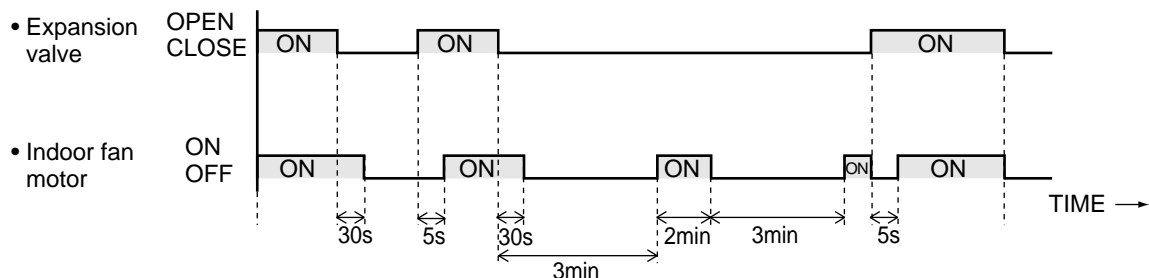 • Expansion valve
OPEN
CLOSE
ON
ON
ON
• Indoor fan motor
ON
OFF
ON
ON
ON
ON
ON
TIME
30s
5s
30s
2min
3min
5s
3min